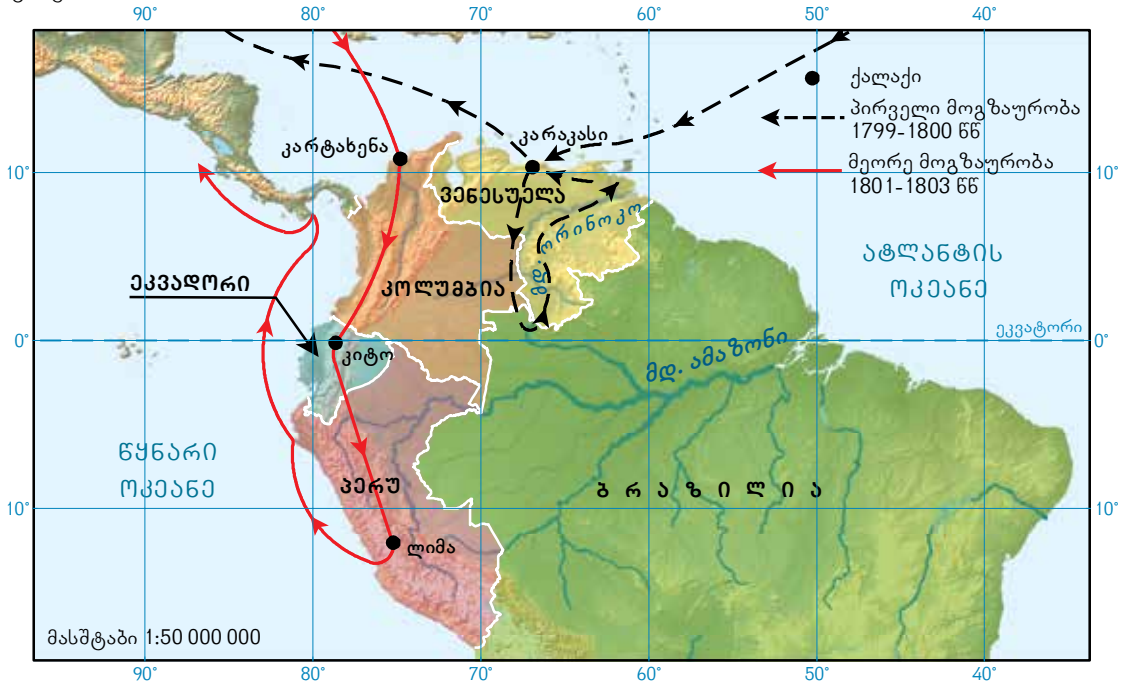 90°
80°
70°
60°
50°
40°
ქალაქი
პირველი მოგზაურობა
1799-1800 წწ
მეორე მოგზაურობა
1801-1803 წწ
კარტახენა
კარაკასი
10°
10°
ვენესუელა
მდ. ორინოკო
ატლანტის
ოკეანე
ეკვადორი
კოლუმბია
0°
0°
ეკვატორი
კიტო
მდ. ამაზონი
წყნარი
ოკეანე
პერუ
ბრაზილია
10°
10°
ლიმა
მასშტაბი 1:50 000 000
90°
80°
70°
60°
50°
40°